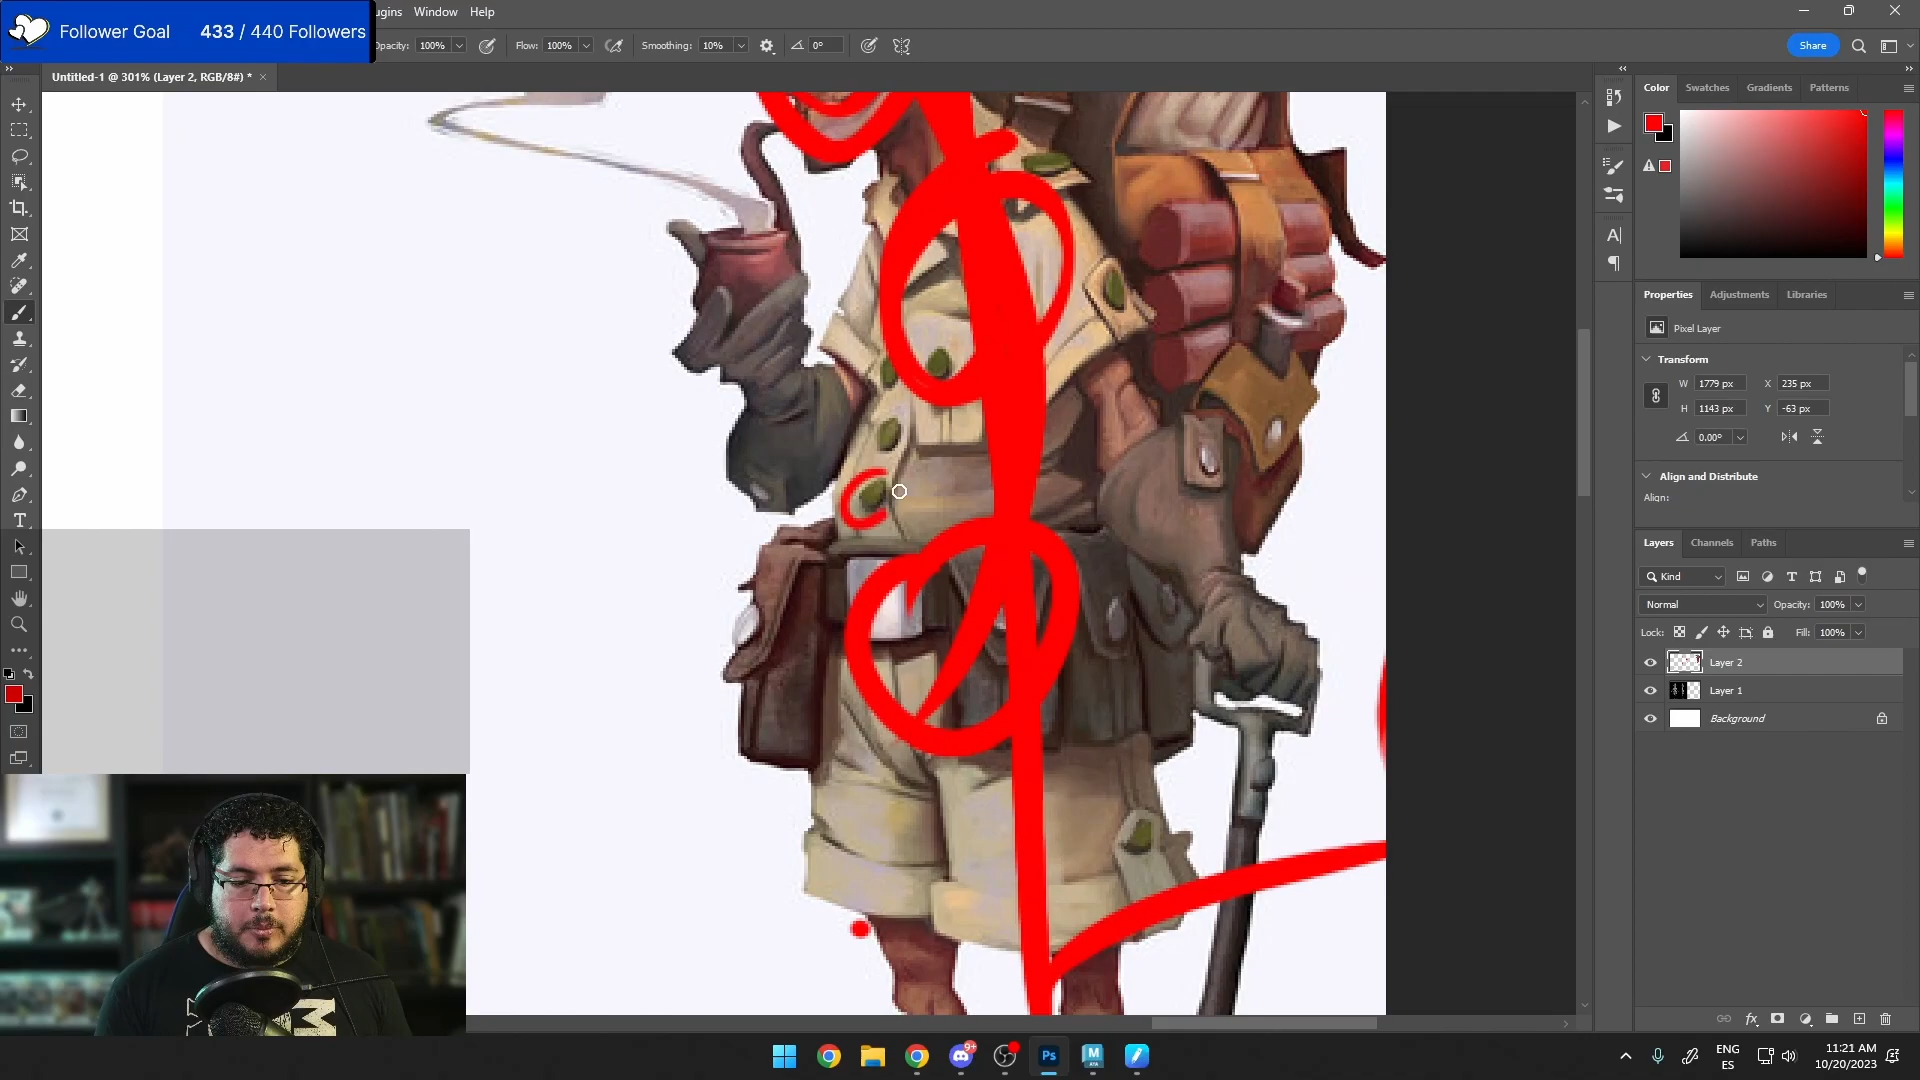 Follower Goal 433 / 440 Followers
ugins Window Help
Opacity: 100% Flow: 100% Smoothing: 10% 0°
Share
Untitled-1 @ 301% (Layer 2, RGB/8#) *
Color Swatches Gradients Patterns
Properties Adjustments Libraries
Pixel Layer
Transform
W 1779 px X 235 px
H 1143 px Y -63 px
0.00°
Align and Distribute
Align:
Layers Channels Paths
Kind
Normal Opacity: 100%
Lock: Fill: 100%
Layer 2
Layer 1
Background
9+
Ps
M
ENG
ES
11:21 AM
10/20/2023